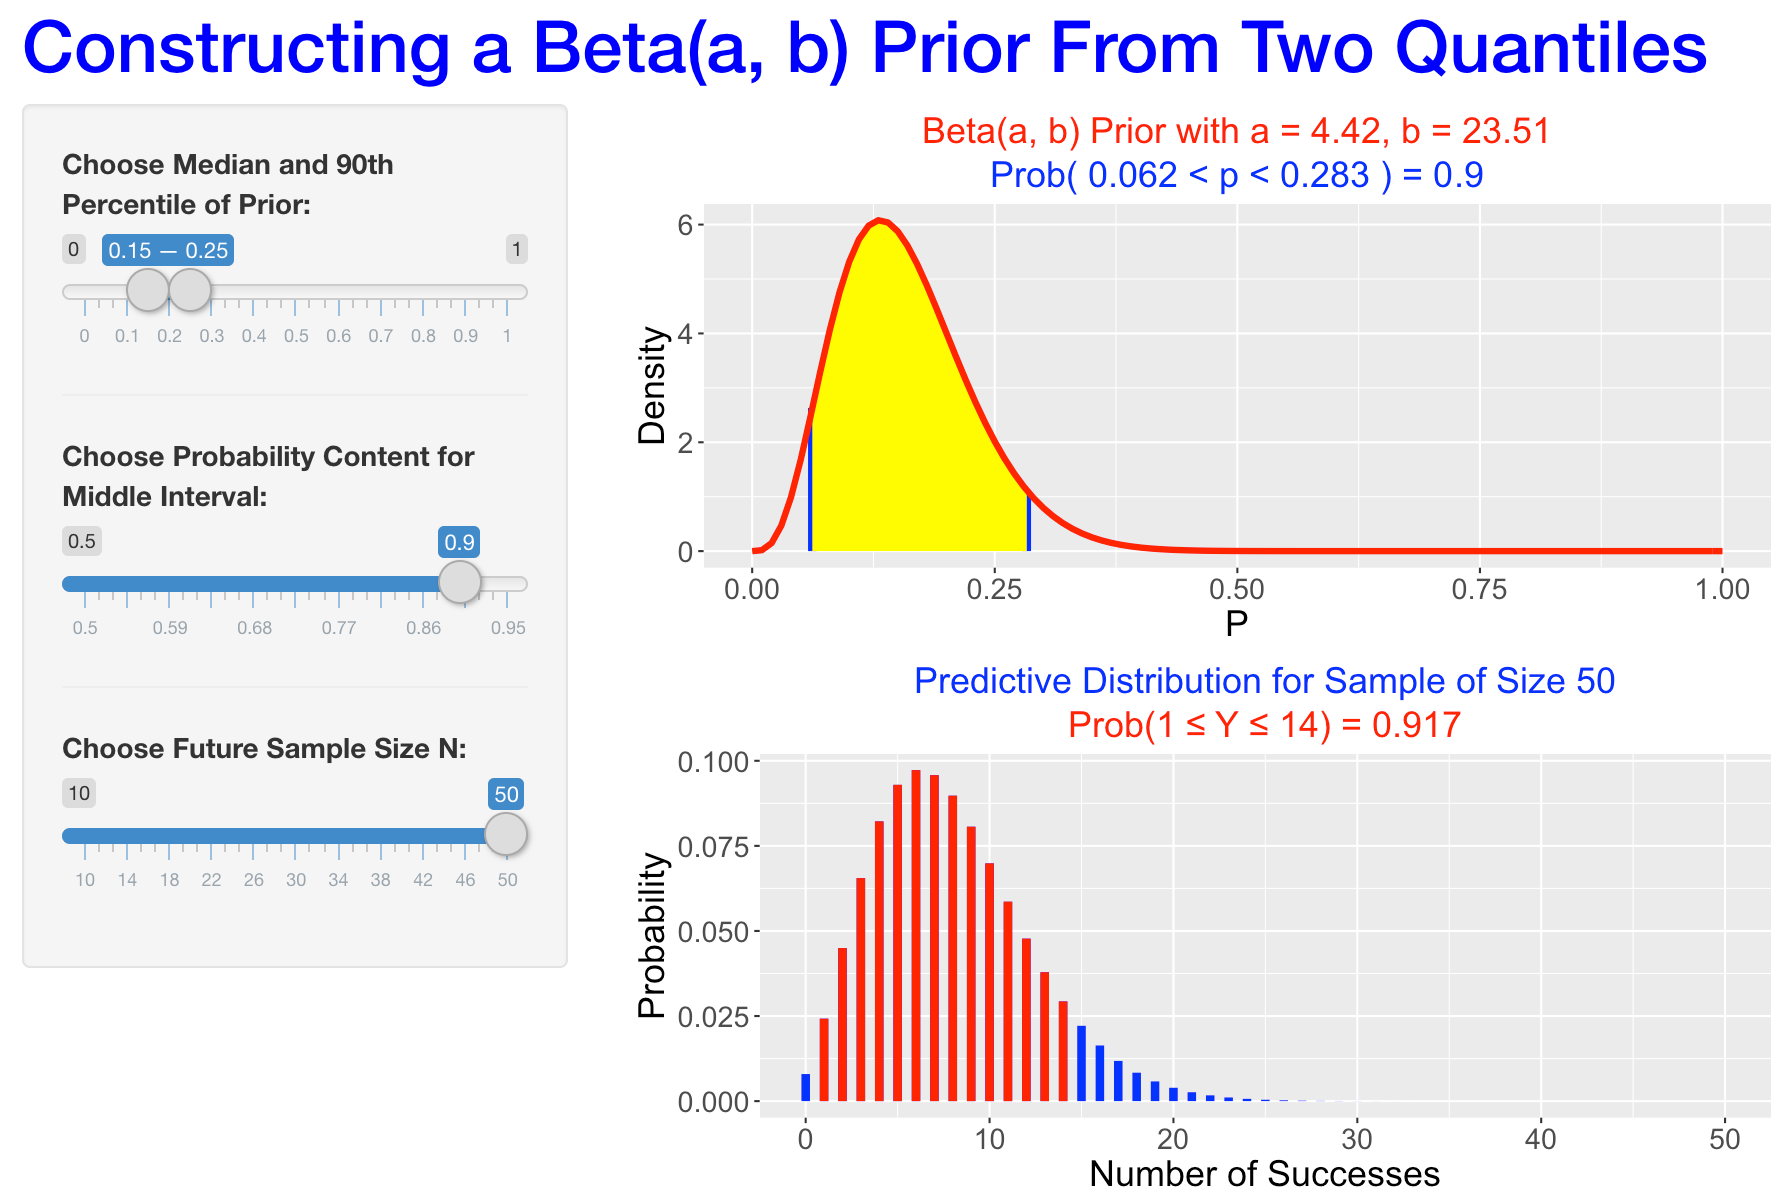 Constructing a Beta(a, b) Prior From Two Quantiles
Choose Median and 90th
Percentile of Prior:
0 0.15 — 0.25 1
0 0.1 0.2 0.3 0.4 0.5 0.6 0.7 0.8 0.9 1
Choose Probability Content for
Middle Interval:
0.5 0.9
0.5 0.59 0.68 0.77 0.86 0.95
Choose Future Sample Size N:
10 50
10 14 18 22 26 30 34 38 42 46 50
Beta(a, b) Prior with a = 4.42, b = 23.51
Prob( 0.062 < p < 0.283 ) = 0.9
Density
6
4
2
0
0.00 0.25 0.50 0.75 1.00
P
Predictive Distribution for Sample of Size 50
Prob(1 ≤ Y ≤ 14) = 0.917
Probability
0.100
0.075
0.050
0.025
0.000
0 10 20 30 40 50
Number of Successes